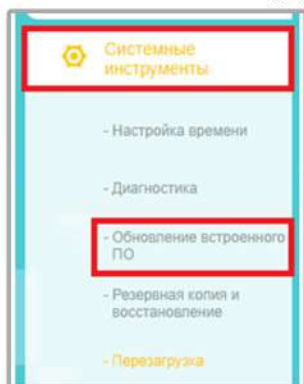 Системные
инструменты
- Настройка времени
- Диагностика
- Обновление встроенного
ПО
- Резервная копия и
восстановление
- Перезагрузка